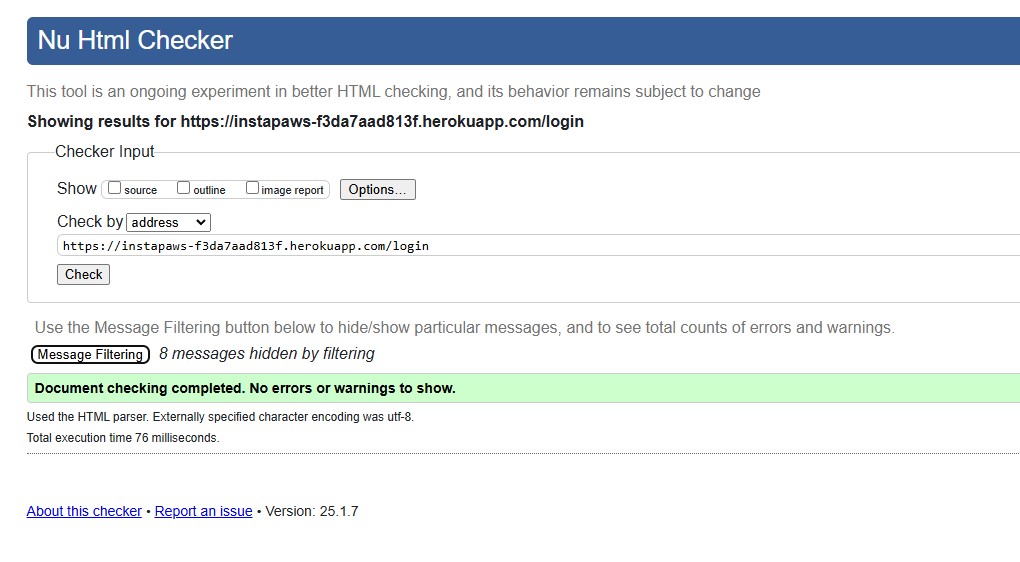 Nu Html Checker
This tool is an ongoing experiment in better HTML checking, and its behavior remains subject to change
Showing results for https://instapaws-f3da7aad813f.herokuapp.com/login
Checker Input
Show source outline image report Options...
Check by address
https://instapaws-f3da7aad813f.herokuapp.com/login
Check
Use the Message Filtering button below to hide/show particular messages, and to see total counts of errors and warnings.
Message Filtering 8 messages hidden by filtering
Document checking completed. No errors or warnings to show.
Used the HTML parser. Externally specified character encoding was utf-8.
Total execution time 76 milliseconds.
About this checker • Report an issue • Version: 25.1.7